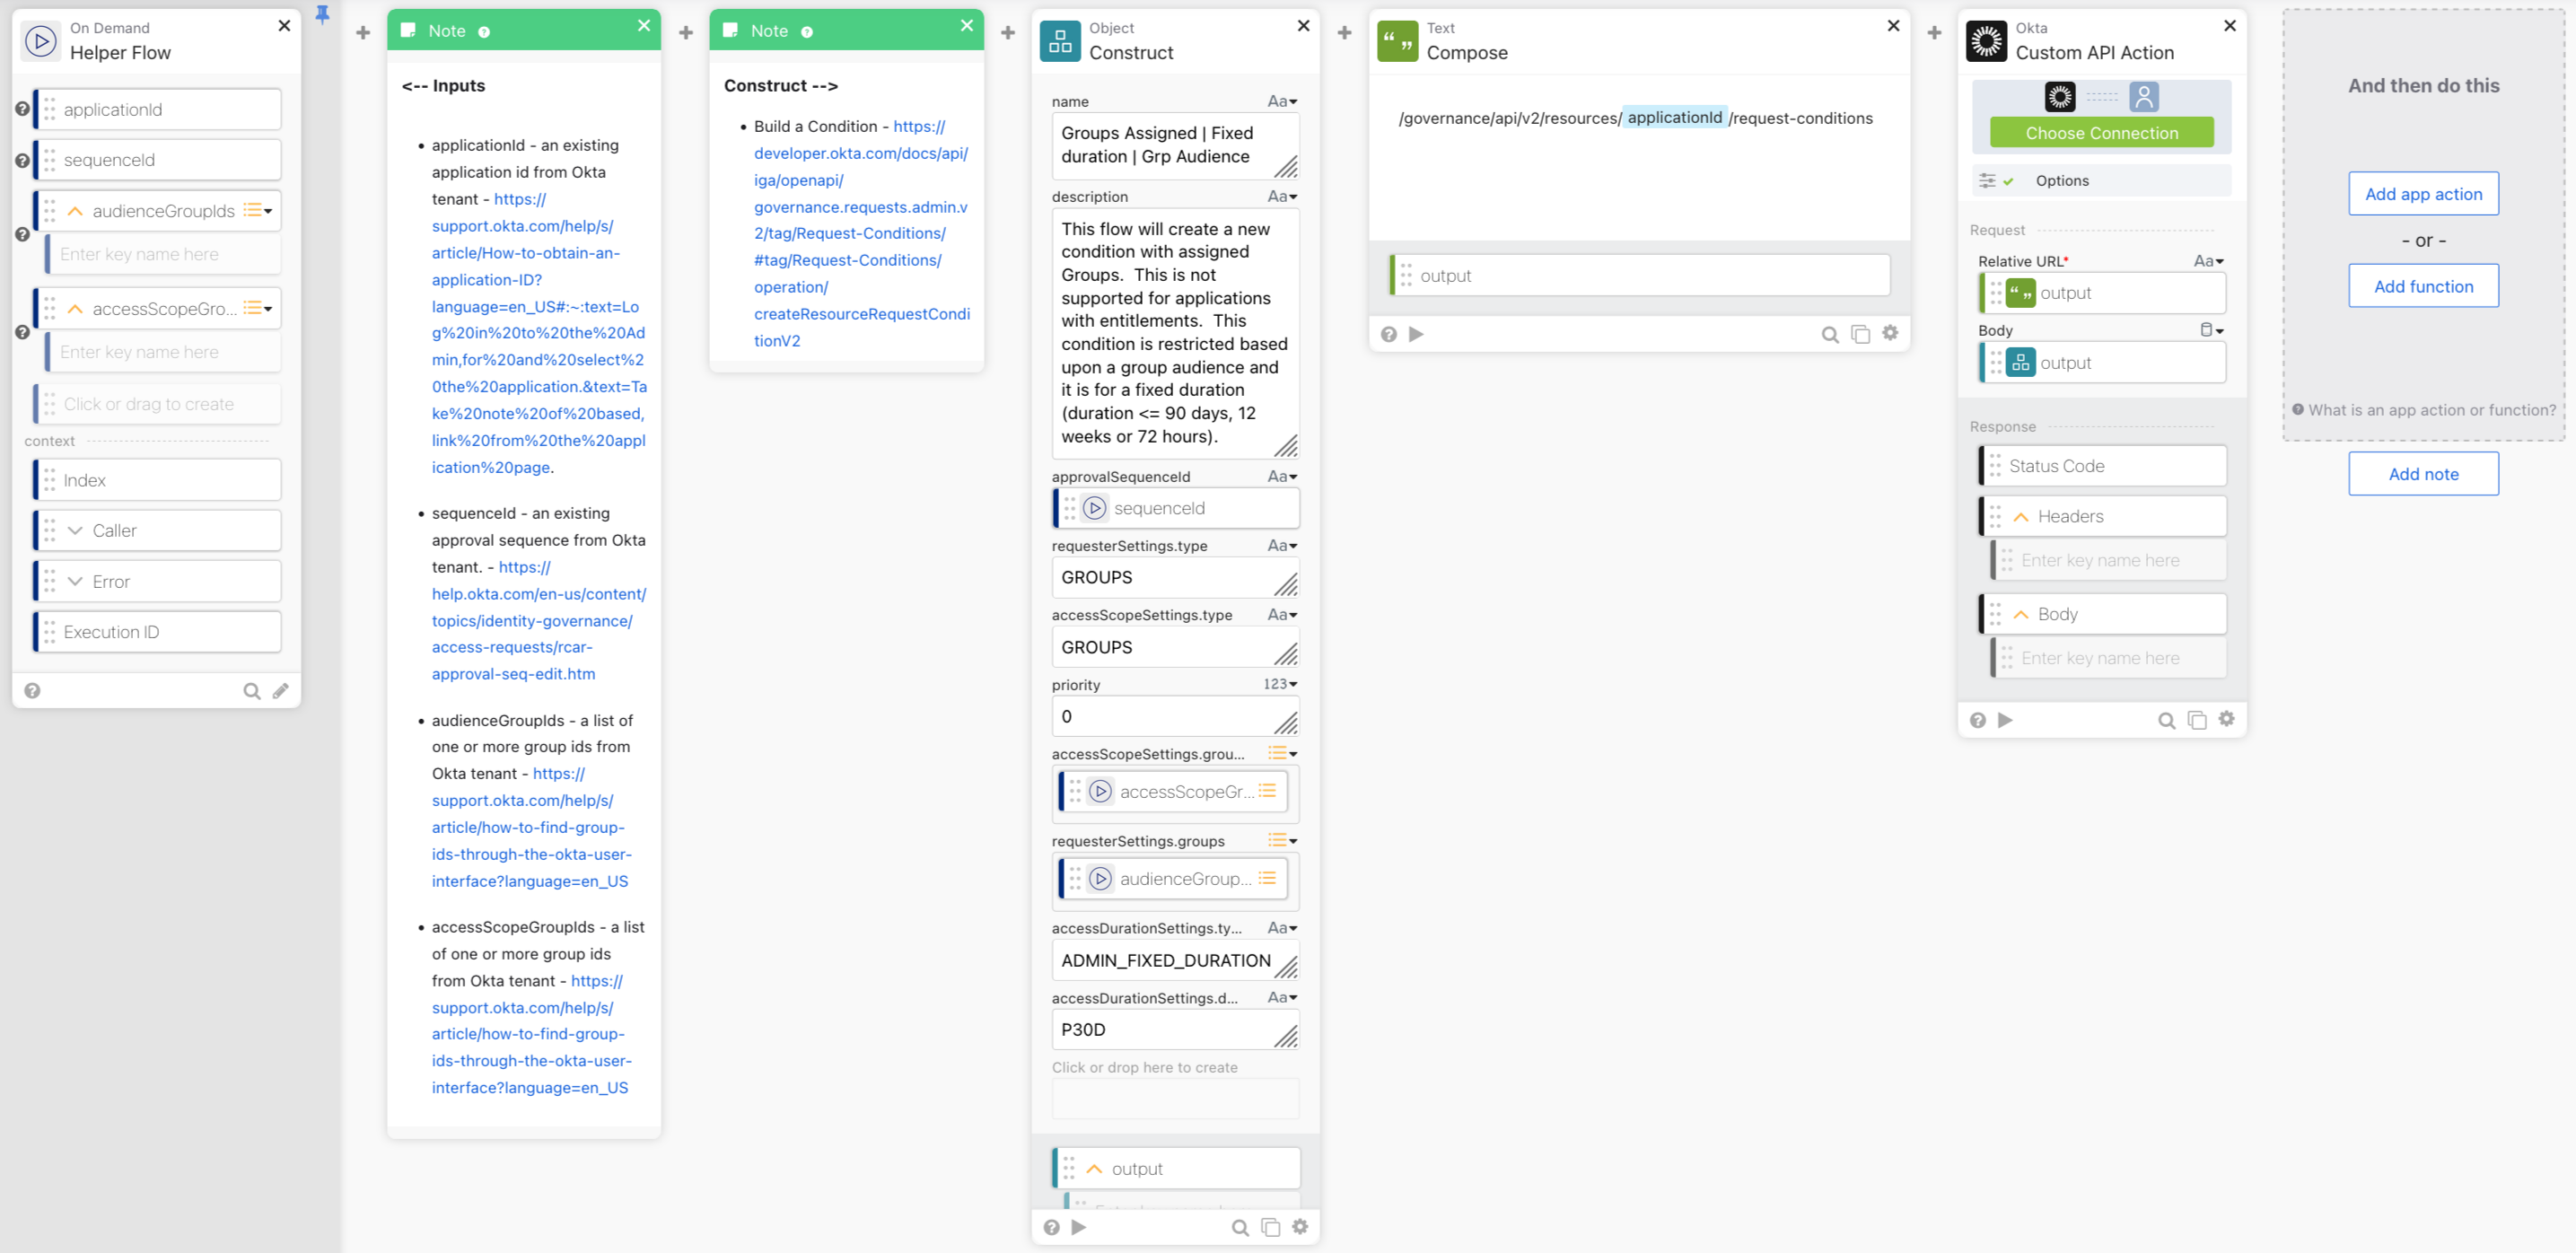 On Demand
Helper Flow
applicationId
sequenceId
audienceGroupIds
Enter key name here
accessScopeGro...
Enter key name here
Click or drag to create
context
Index
Caller
Error
Execution ID
Note
<-- Inputs
applicationId - an existing
application id from Okta
tenant - https://
support.okta.com/help/s/
article/How-to-obtain-an-
application-ID?
language=en_US#:~:text=Lo
g%20in%20to%20the%20Ad
min,for%20and%20select%2
0the%20application.&text=Ta
ke%20note%20of%20based,
link%20from%20the%20appl
ication%20page.
sequenceId - an existing
approval sequence from Okta
tenant. - https://
help.okta.com/en-us/content/
topics/identity-governance/
access-requests/rcar-
approval-seq-edit.htm
audienceGroupIds - a list of
one or more group ids from
Okta tenant - https://
support.okta.com/help/s/
article/how-to-find-group-
ids-through-the-okta-user-
interface?language=en_US
accessScopeGroupIds - a list
of one or more group ids
from Okta tenant - https://
support.okta.com/help/s/
article/how-to-find-group-
ids-through-the-okta-user-
interface?language=en_US
Note
Construct -->
Build a Condition - https://
developer.okta.com/docs/api/
iga/openapi/
governance.requests.admin.v
2/tag/Request-Conditions/
#tag/Request-Conditions/
operation/
createResourceRequestCondi
tionV2
Object
Construct
name Aa
Groups Assigned | Fixed
duration | Grp Audience
description Aa
This flow will create a new
condition with assigned
Groups. This is not
supported for applications
with entitlements. This
condition is restricted based
upon a group audience and
it is for a fixed duration
(duration <= 90 days, 12
weeks or 72 hours).
approvalSequenceId Aa
sequenceId
requesterSettings.type Aa
GROUPS
accessScopeSettings.type Aa
GROUPS
priority 123
0
accessScopeSettings.grou...
accessScopeGr...
requesterSettings.groups
audienceGroup...
accessDurationSettings.ty... Aa
ADMIN_FIXED_DURATION
accessDurationSettings.d... Aa
P30D
Click or drop here to create
output
Text
Compose
/governance/api/v2/resources/ applicationId /request-conditions
output
Okta
Custom API Action
Choose Connection
Options
Request
Relative URL* Aa
output
Body
output
Response
Status Code
Headers
Enter key name here
Body
Enter key name here
And then do this
Add app action
- or -
Add function
What is an app action or function?
Add note